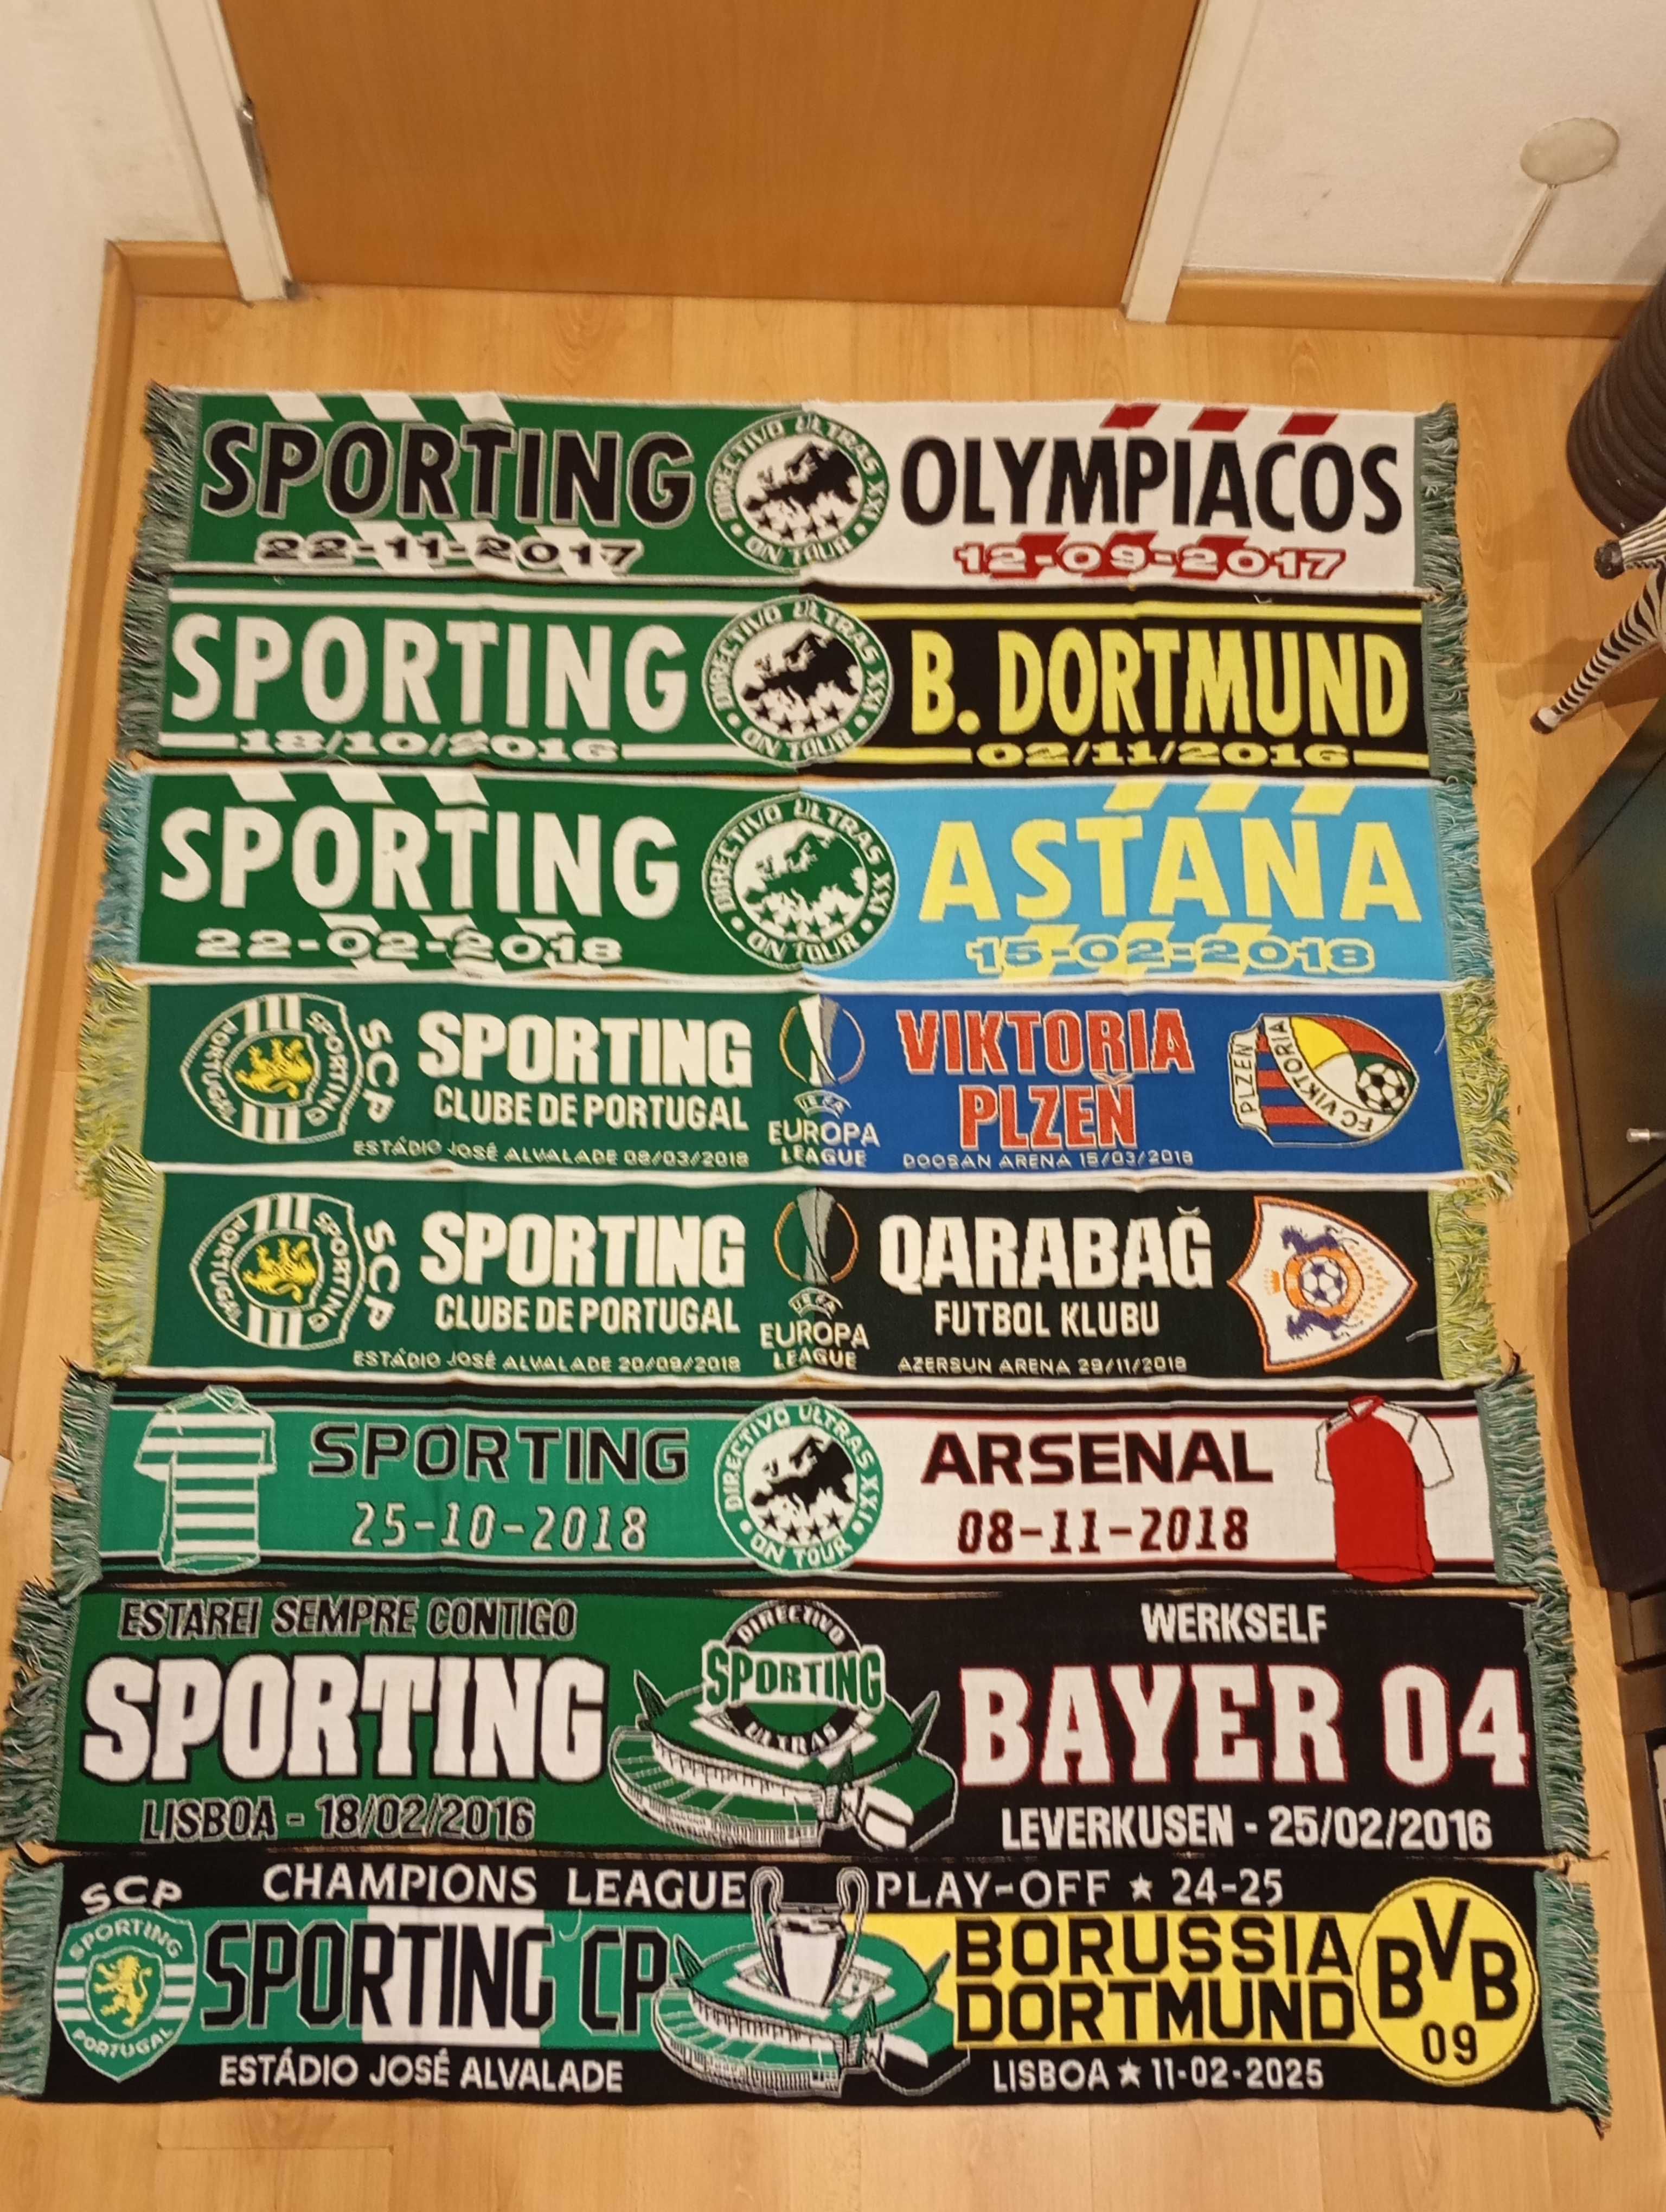 SPORTING
22-11-2017
DIRECTIVO ULTRAS XXI
ON TOUR
OLYMPIACOS
12-09-2017
SPORTING
18/10/2016
DIRECTIVO ULTRAS XXI
ON TOUR
B. DORTMUND
02/11/2016
SPORTING
22-02-2018
DIRECTIVO ULTRAS XXI
ON TOUR
ASTANA
15-02-2018
SCP
SPORTING
PORTUGAL
SPORTING
CLUBE DE PORTUGAL
ESTÁDIO JOSÉ ALVALADE 08/03/2018
UEFA
EUROPA
LEAGUE
VIKTORIA
PLZEŇ
DOOSAN ARENA 15/03/2018
PLZEŇ
FC VIKTORIA
SCP
SPORTING
PORTUGAL
SPORTING
CLUBE DE PORTUGAL
ESTÁDIO JOSÉ ALVALADE 20/09/2018
UEFA
EUROPA
LEAGUE
QARABAĞ
FUTBOL KLUBU
AZERSUN ARENA 29/11/2018
SPORTING
25-10-2018
DIRECTIVO ULTRAS XXI
ON TOUR
ARSENAL
08-11-2018
ESTAREI SEMPRE CONTIGO
SPORTING
LISBOA - 18/02/2016
DIRECTIVO
SPORTING
ULTRAS
WERKSELF
BAYER 04
LEVERKUSEN - 25/02/2016
SCP
SPORTING
PORTUGAL
CHAMPIONS LEAGUE PLAY-OFF ★ 24-25
SPORTING CP
BORUSSIA
DORTMUND
BVB
09
ESTÁDIO JOSÉ ALVALADE
LISBOA ★ 11-02-2025